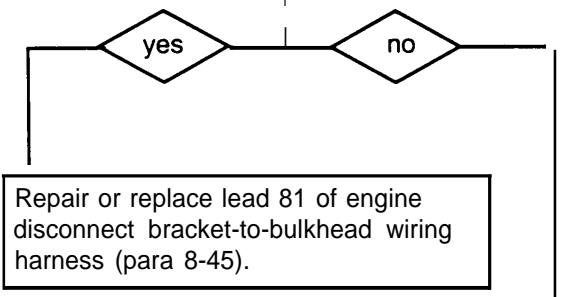 yes
no
Repair or replace lead 81 of engine
disconnect bracket-to-bulkhead wiring
harness (para 8-45).